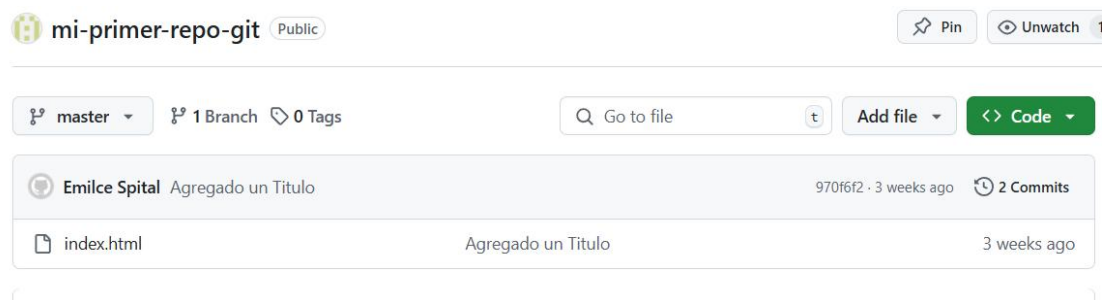 mi-primer-repo-git Public Pin Unwatch 1
master 1 Branch 0 Tags Go to file t Add file Code
Emilce Spital Agregado un Titulo 970f6f2 · 3 weeks ago 2 Commits
index.html Agregado un Titulo 3 weeks ago